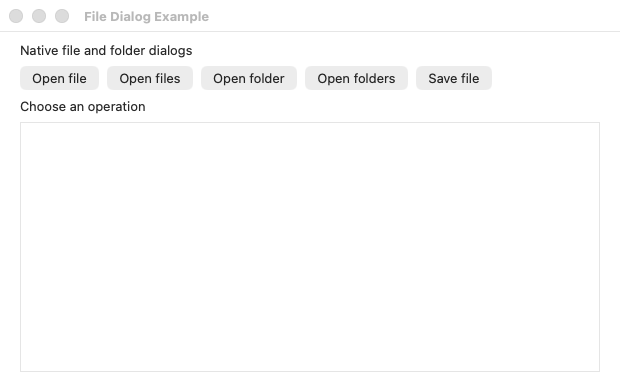 File Dialog Example
Native file and folder dialogs
Open file Open files Open folder Open folders Save file
Choose an operation